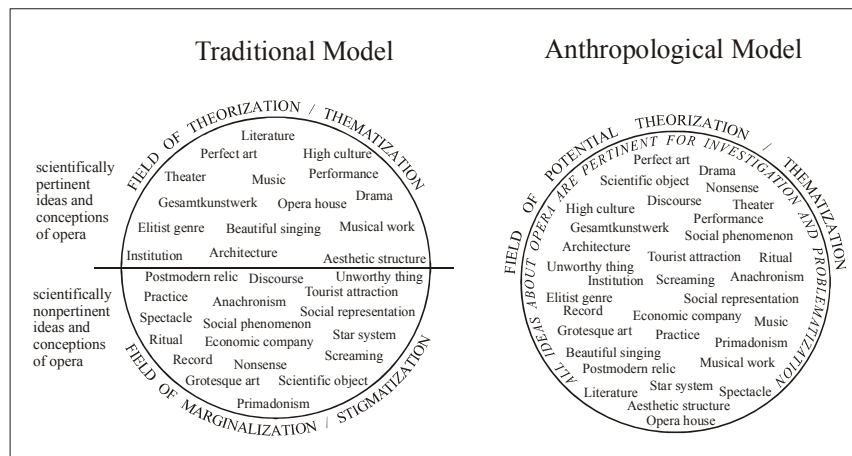 Traditional Model
FIELD OF THEORIZATION / THEMATIZATION
scientifically
pertinent
ideas and
conceptions
of opera
Literature
Perfect art High culture
Theater Music Performance
Gesamtkunstwerk Opera house Drama
Elitist genre Beautiful singing Musical work
Institution Architecture Aesthetic structure
scientifically
nonpertinent
ideas and
conceptions
of opera
Postmodern relic Discourse Unworthy thing
Practice Anachronism Tourist attraction
Spectacle Social phenomenon Social representation
Ritual Economic company Star system
Record Nonsense Screaming
Grotesque art Scientific object
Primadonism
FIELD OF MARGINALIZATION / STIGMATIZATION
Anthropological Model
FIELD OF POTENTIAL THEORIZATION / THEMATIZATION
ALL IDEAS ABOUT OPERA ARE PERTINENT FOR INVESTIGATION AND PROBLEMATIZATION
Perfect art
Drama
Scientific object
Nonsense
Discourse Theater
High culture
Performance
Gesamtkunstwerk
Social phenomenon
Architecture
Tourist attraction Ritual
Unworthy thing
Institution Screaming Anachronism
Elitist genre Social representation
Record Economic company Music
Grotesque art Practice Primadonism
Beautiful singing
Postmodern relic Musical work
Literature Star system Spectacle
Aesthetic structure
Opera house